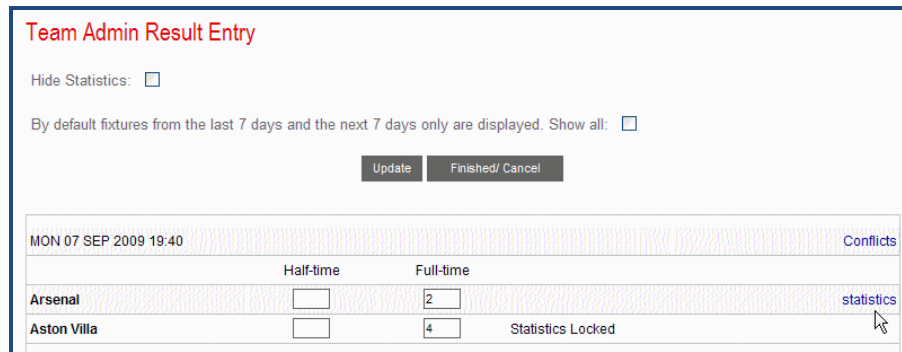 Team Admin Result Entry
Hide Statistics:
By default fixtures from the last 7 days and the next 7 days only are displayed. Show all:
Update Finished/ Cancel
MON 07 SEP 2009 19:40 Conflicts
Half-time Full-time
Arsenal 2 statistics
Aston Villa 4 Statistics Locked